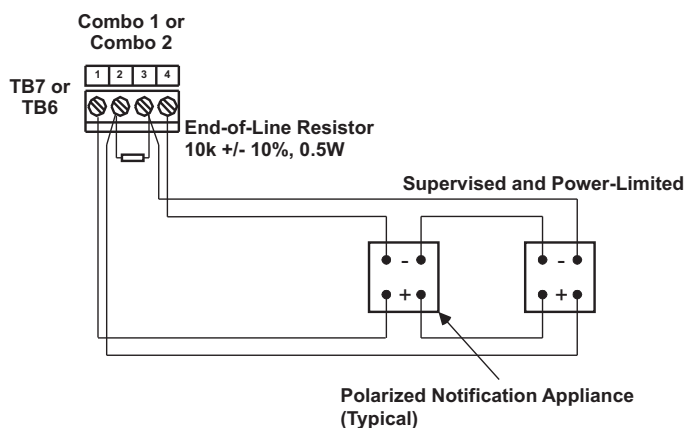 Combo 1 or
Combo 2
1 2 3 4
TB7 or
TB6
End-of-Line Resistor
10k +/- 10%, 0.5W
Supervised and Power-Limited
- -
+ +
Polarized Notification Appliance
(Typical)